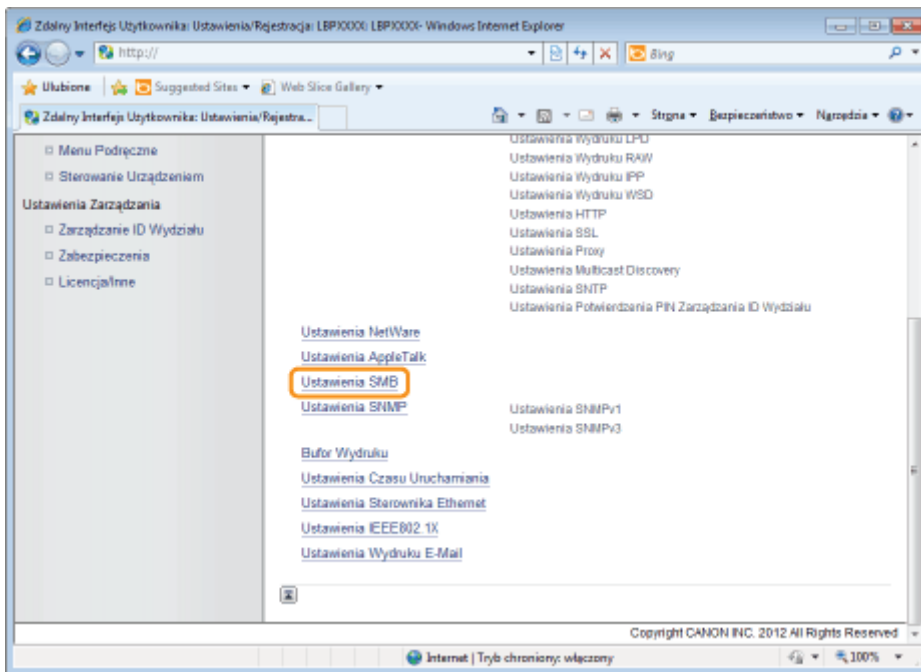 Zdalny Interfejs Użytkownika: Ustawienia/Rejestracja: LBPXXXX: LBPXXXX- Windows Internet Explorer
http://
Bing
Ulubione Suggested Sites Web Slice Gallery
Zdalny Interfejs Użytkownika: Ustawienia/Rejestra...
Strona Bezpieczeństwo Narzędzia
Menu Podręczne
Sterowanie Urządzeniem
Ustawienia Zarządzania
Zarządzanie ID Wydziału
Zabezpieczenia
Licencja/Inne
Ustawienia Wydruku LPD
Ustawienia Wydruku RAW
Ustawienia Wydruku IPP
Ustawienia Wydruku WSD
Ustawienia HTTP
Ustawienia SSL
Ustawienia Proxy
Ustawienia Multicast Discovery
Ustawienia SNTP
Ustawienia Potwierdzenia PIN Zarządzania ID Wydziału
Ustawienia NetWare
Ustawienia AppleTalk
Ustawienia SMB
Ustawienia SNMP
Ustawienia SNMPv1
Ustawienia SNMPv3
Bufor Wydruku
Ustawienia Czasu Uruchamiania
Ustawienia Sterownika Ethernet
Ustawienia IEEE802.1X
Ustawienia Wydruku E-Mail
Copyright CANON INC. 2012 All Rights Reserved
Internet | Tryb chroniony: włączony
100%